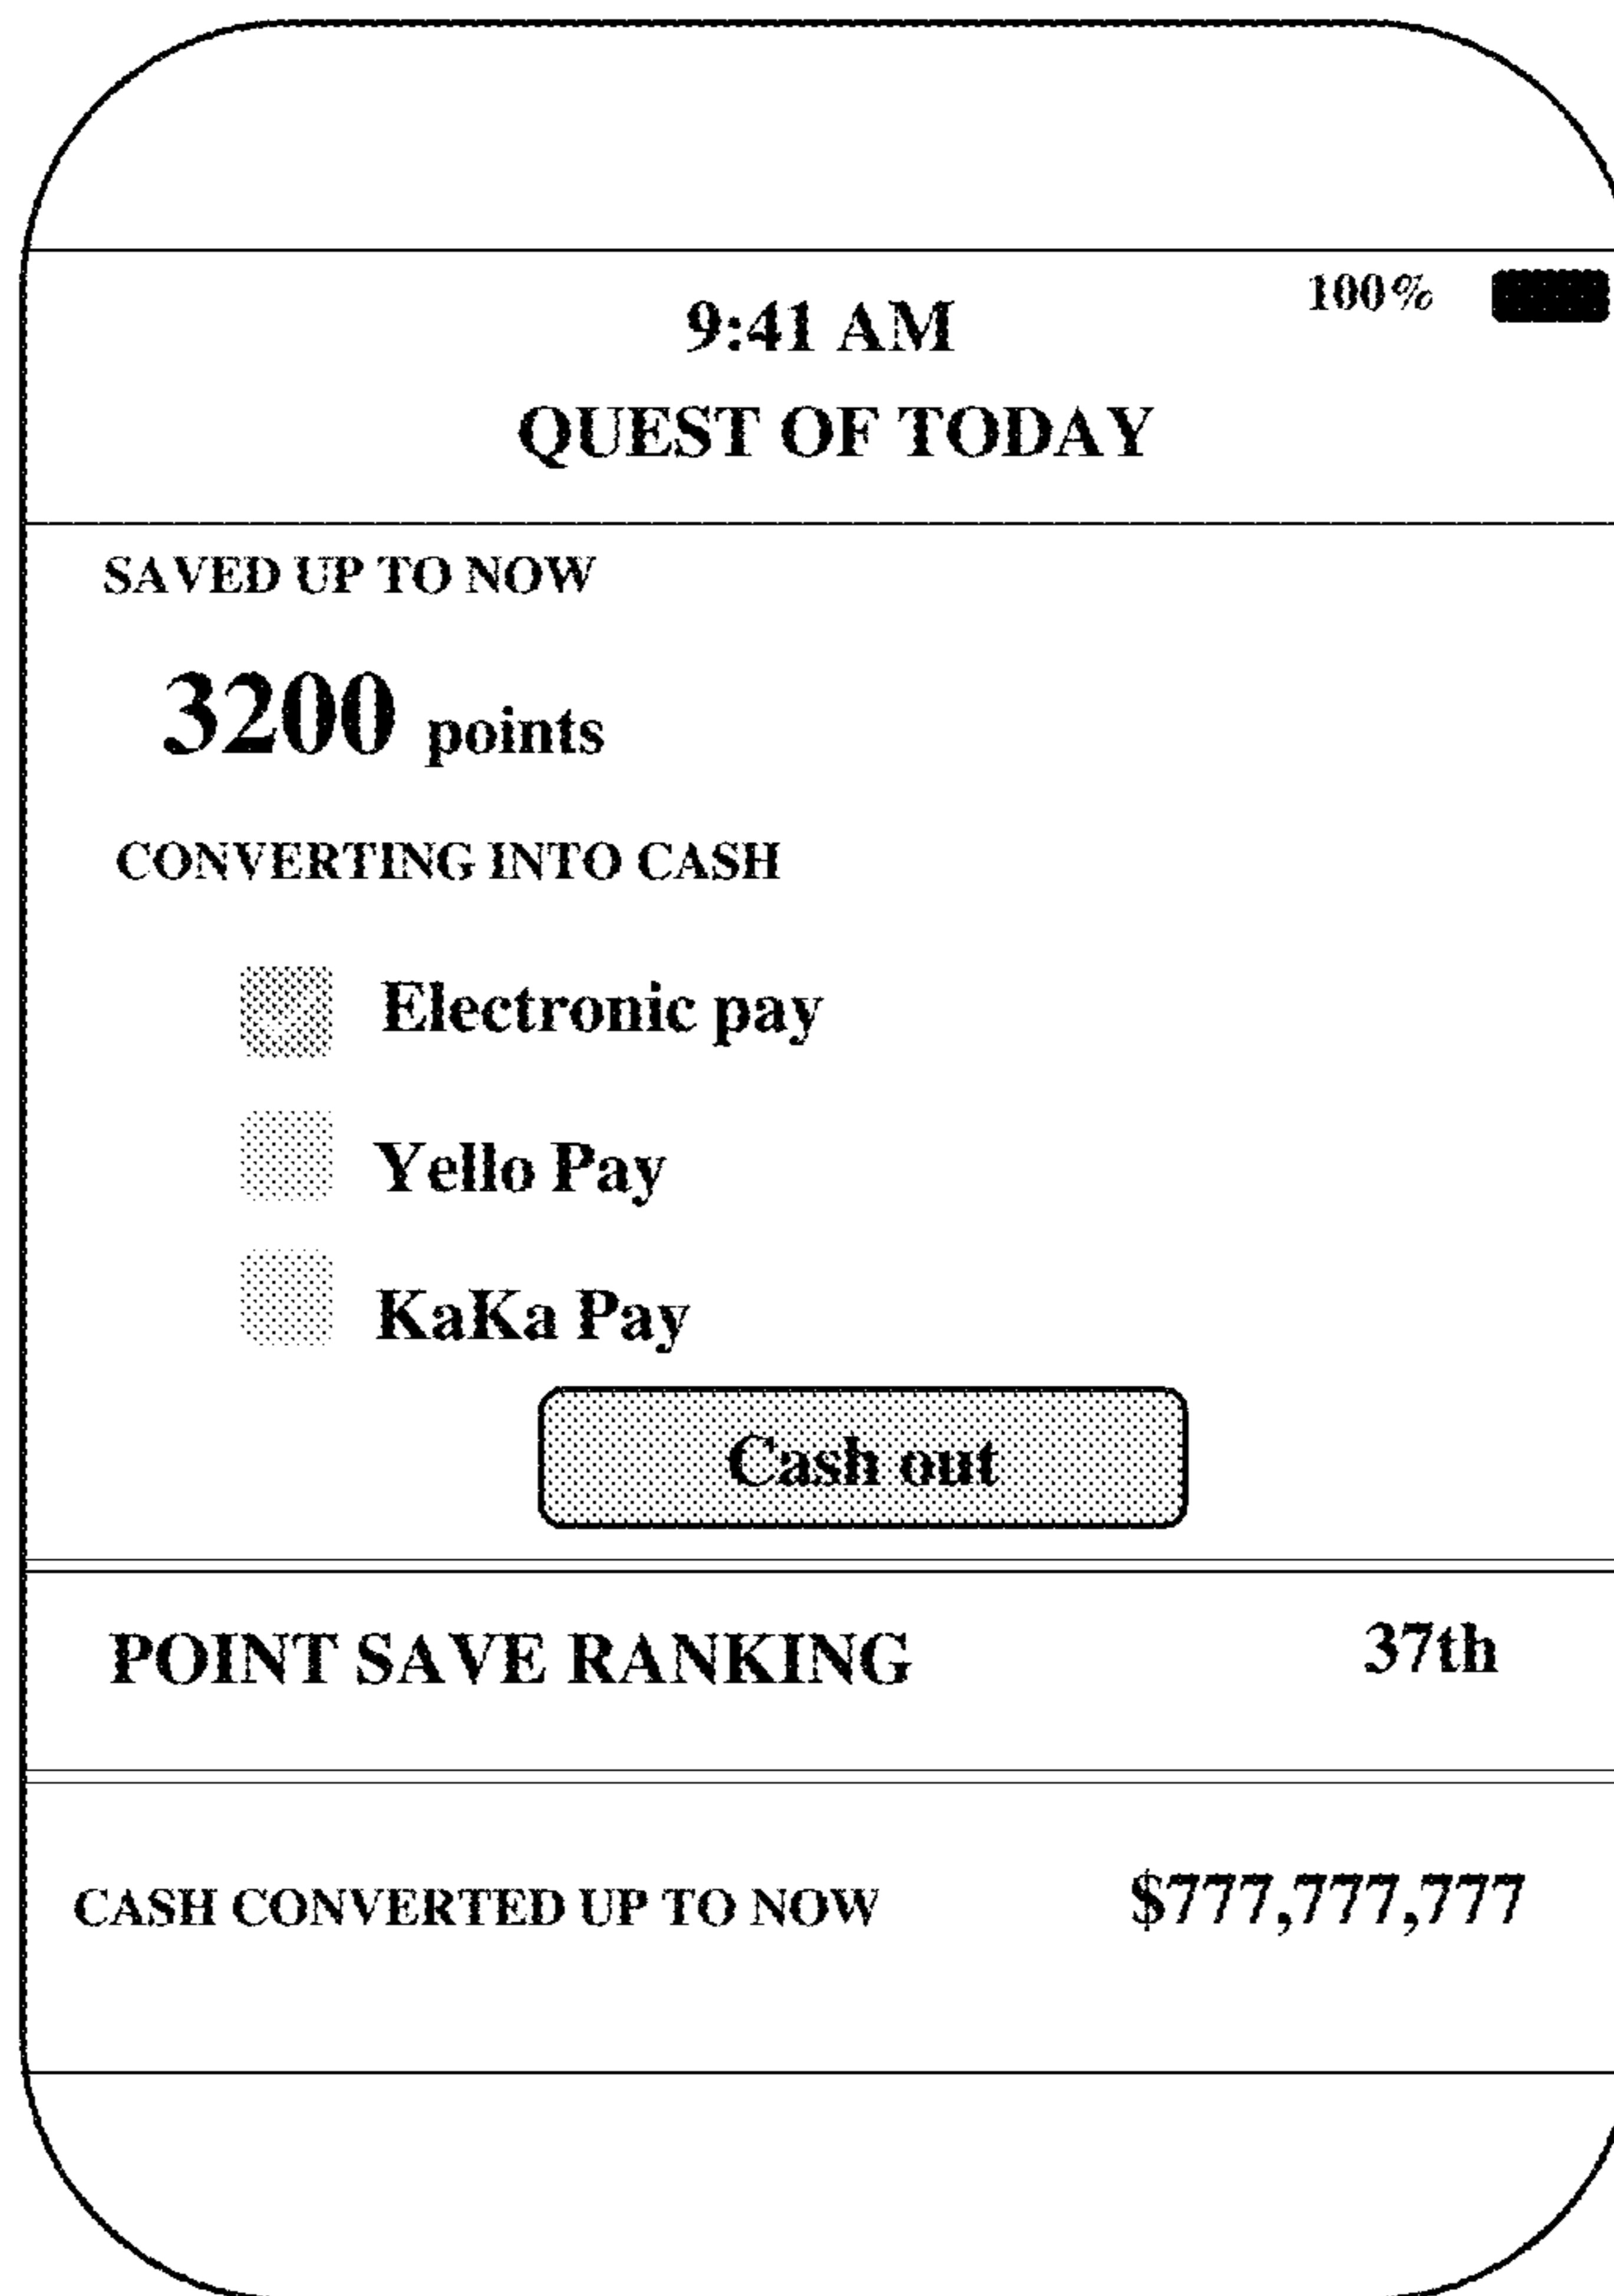 100%
9:41 AM
QUEST OF TODAY
SAVED UP TO NOW
3200 points
CONVERTING INTO CASH
Electronic pay
Yello Pay
KaKa Pay
Cash out
POINT SAVE RANKING 37th
CASH CONVERTED UP TO NOW $777,777,777